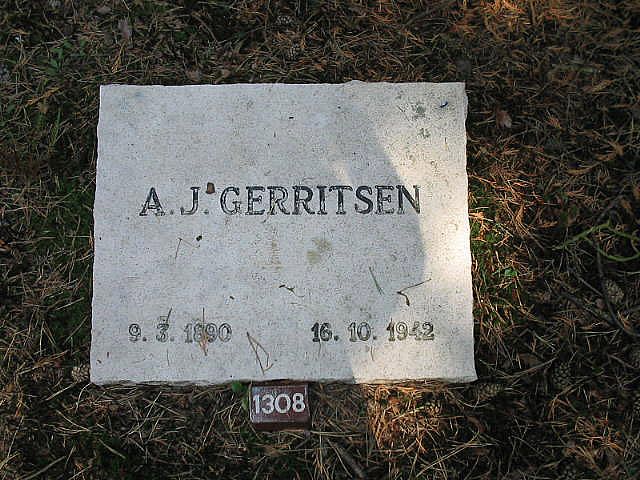 A. J. GERRITSEN
9. 3. 1890
16. 10. 1942
1308